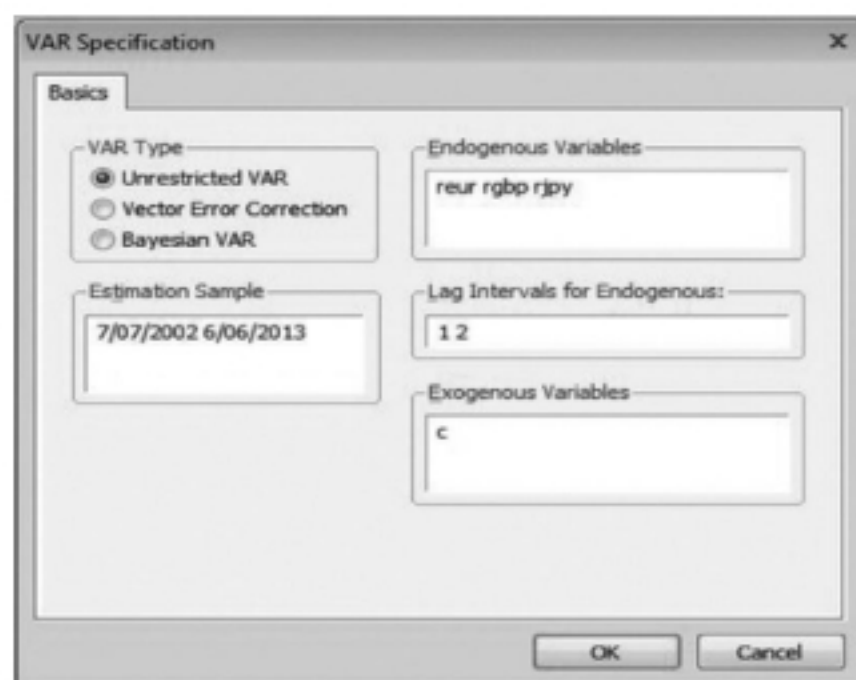 VAR Specification
Basics
VAR Type
Unrestricted VAR
Vector Error Correction
Bayesian VAR
Estimation Sample
7/07/2002 6/06/2013
Endogenous Variables
reur rgbp rjpy
Lag Intervals for Endogenous:
1 2
Exogenous Variables
c
OK
Cancel